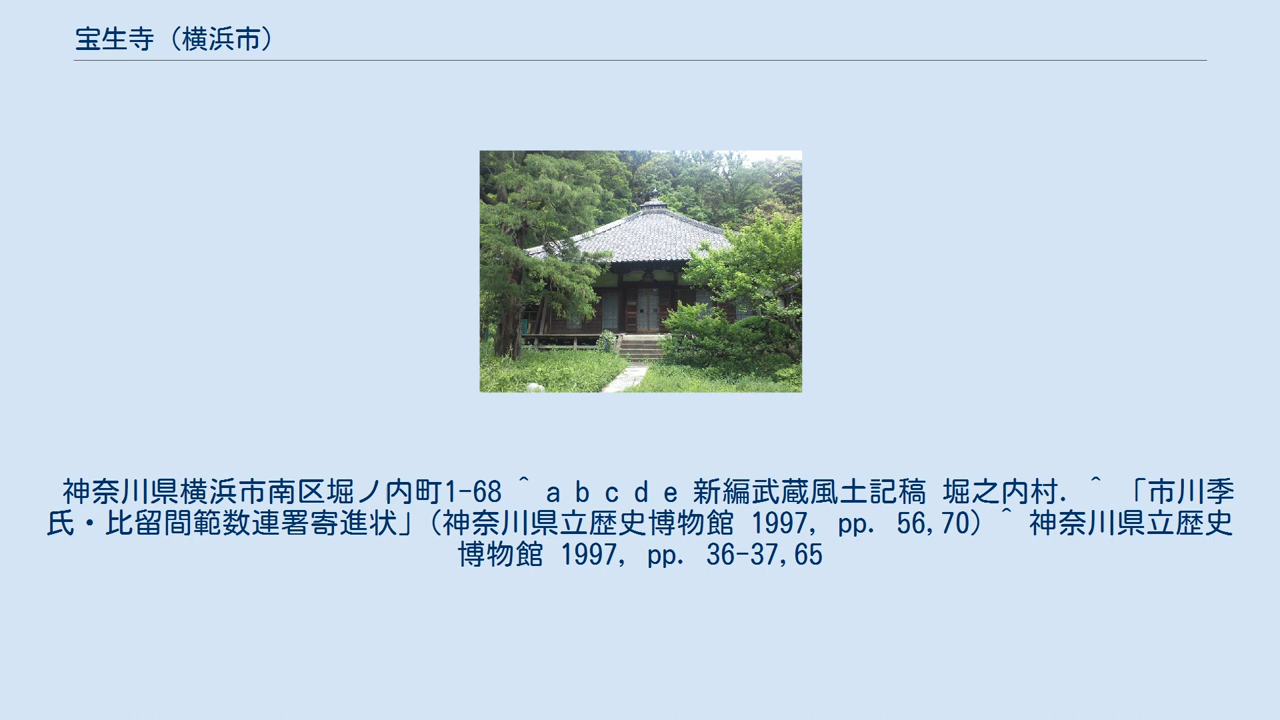 宝生寺（横浜市）
神奈川県横浜市南区堀ノ内町1-68 ^ a b c d e 新編武蔵風土記稿 堀之内村. ^ 「市川季
氏・比留間範数連署寄進状」(神奈川県立歴史博物館 1997, pp. 56,70) ^ 神奈川県立歴史
博物館 1997, pp. 36-37,65